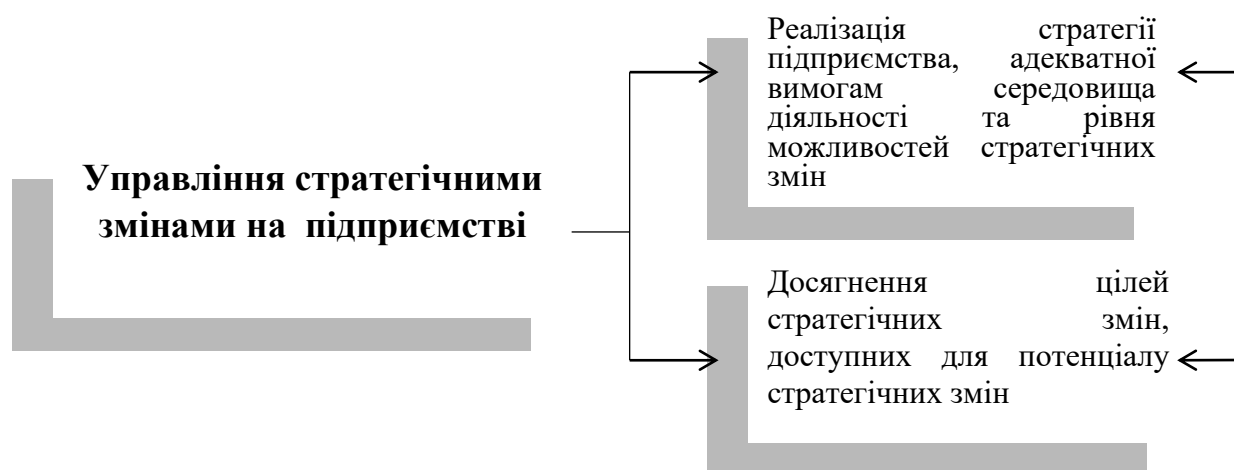 Управління стратегічними
змінами на підприємстві
Реалізація стратегії
підприємства, адекватної
вимогам середовища
діяльності та рівня
можливостей стратегічних
змін
Досягнення цілей
стратегічних змін,
доступних для потенціалу
стратегічних змін